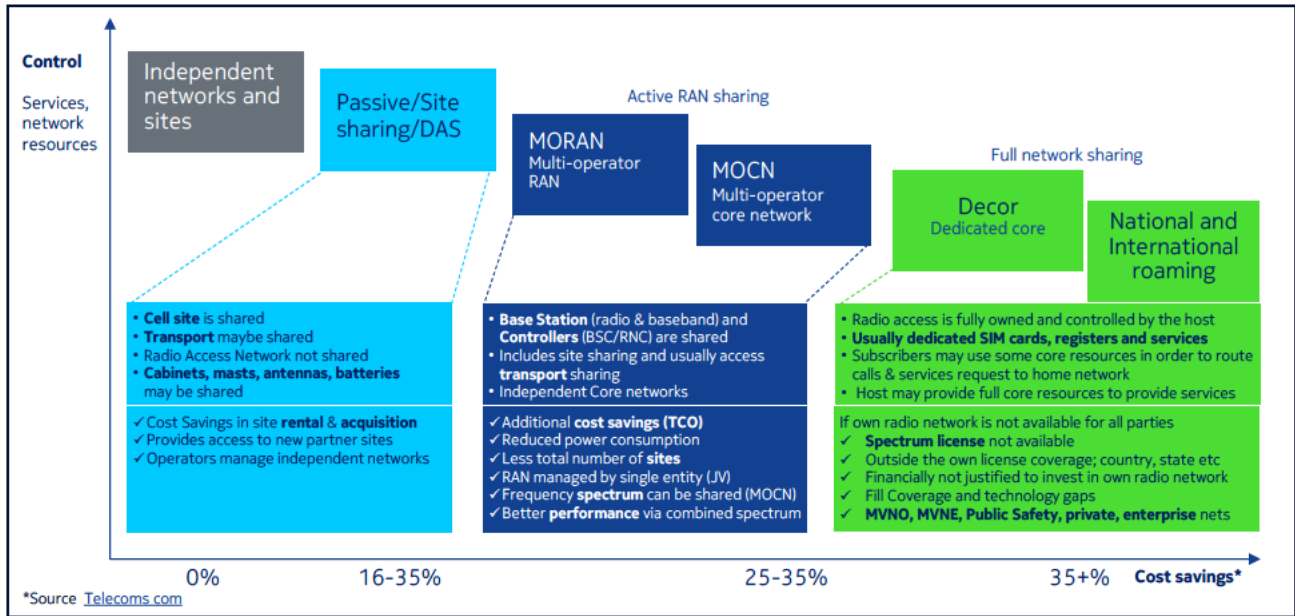 Control
Services,
network
resources
Independent
networks and
sites
Passive/Site
sharing/DAS
Active RAN sharing
MORAN
Multi-operator
RAN
MOCN
Multi-operator
core network
Full network sharing
Decor
Dedicated core
National and
International
roaming
• Cell site is shared
• Transport maybe shared
• Radio Access Network not shared
• Cabinets, masts, antennas, batteries
may be shared
✓ Cost Savings in site rental & acquisition
✓ Provides access to new partner sites
✓ Operators manage independent networks
• Base Station (radio & baseband) and
Controllers (BSC/RNC) are shared
• Includes site sharing and usually access
transport sharing
• Independent Core networks
✓ Additional cost savings (TCO)
✓ Reduced power consumption
✓ Less total number of sites
✓ RAN managed by single entity (JV)
✓ Frequency spectrum can be shared (MOCN)
✓ Better performance via combined spectrum
• Radio access is fully owned and controlled by the host
• Usually dedicated SIM cards, registers and services
• Subscribers may use some core resources in order to route
calls & services request to home network
• Host may provide full core resources to provide services
If own radio network is not available for all parties
✓ Spectrum license not available
✓ Outside the own license coverage; country, state etc
✓ Financially not justified to invest in own radio network
✓ Fill Coverage and technology gaps
✓ MVNO, MVNE, Public Safety, private, enterprise nets
0%
16-35%
25-35%
35+%
Cost savings*
*Source Telecoms com